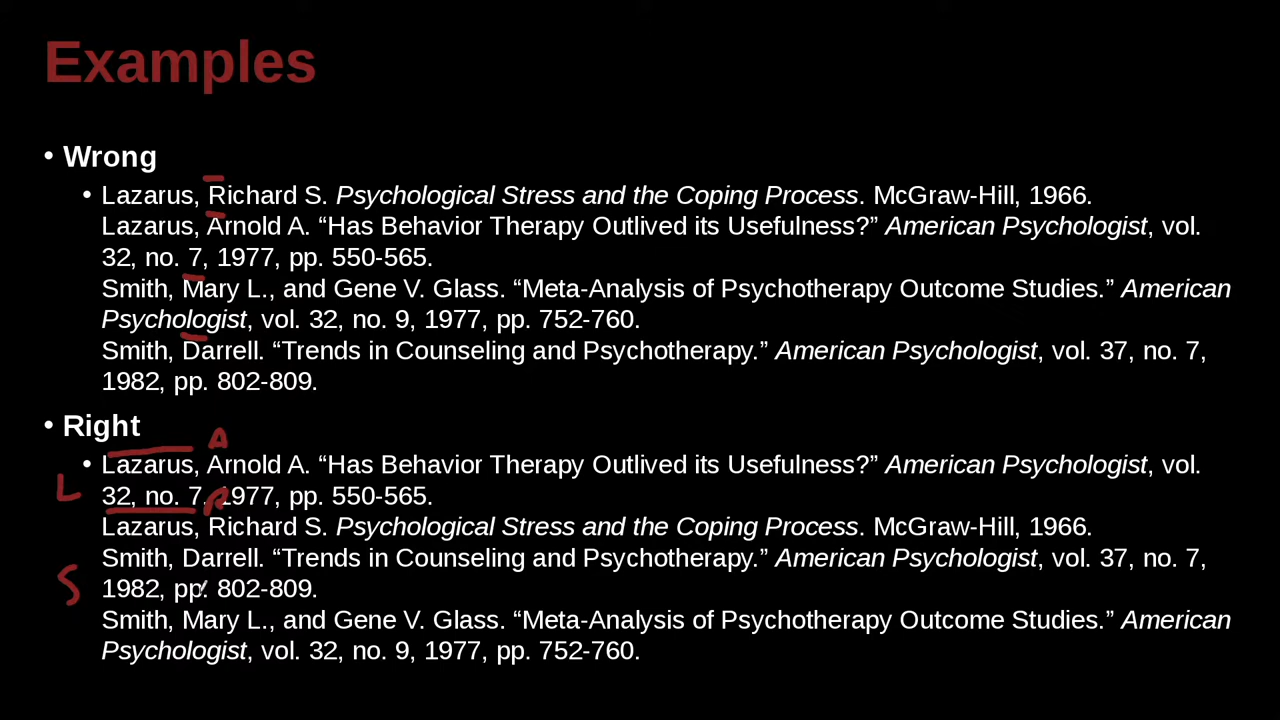 Examples
• Wrong
• Lazarus, Richard S. Psychological Stress and the Coping Process. McGraw-Hill, 1966.
Lazarus, Arnold A. “Has Behavior Therapy Outlived its Usefulness?” American Psychologist, vol.
32, no. 7, 1977, pp. 550-565.
Smith, Mary L., and Gene V. Glass. “Meta-Analysis of Psychotherapy Outcome Studies.” American
Psychologist, vol. 32, no. 9, 1977, pp. 752-760.
Smith, Darrell. “Trends in Counseling and Psychotherapy.” American Psychologist, vol. 37, no. 7,
1982, pp. 802-809.
• Right
A
• Lazarus, Arnold A. “Has Behavior Therapy Outlived its Usefulness?” American Psychologist, vol.
L
32, no. 7, 1977, pp. 550-565.
R
Lazarus, Richard S. Psychological Stress and the Coping Process. McGraw-Hill, 1966.
Smith, Darrell. “Trends in Counseling and Psychotherapy.” American Psychologist, vol. 37, no. 7,
S
1982, pp. 802-809.
Smith, Mary L., and Gene V. Glass. “Meta-Analysis of Psychotherapy Outcome Studies.” American
Psychologist, vol. 32, no. 9, 1977, pp. 752-760.